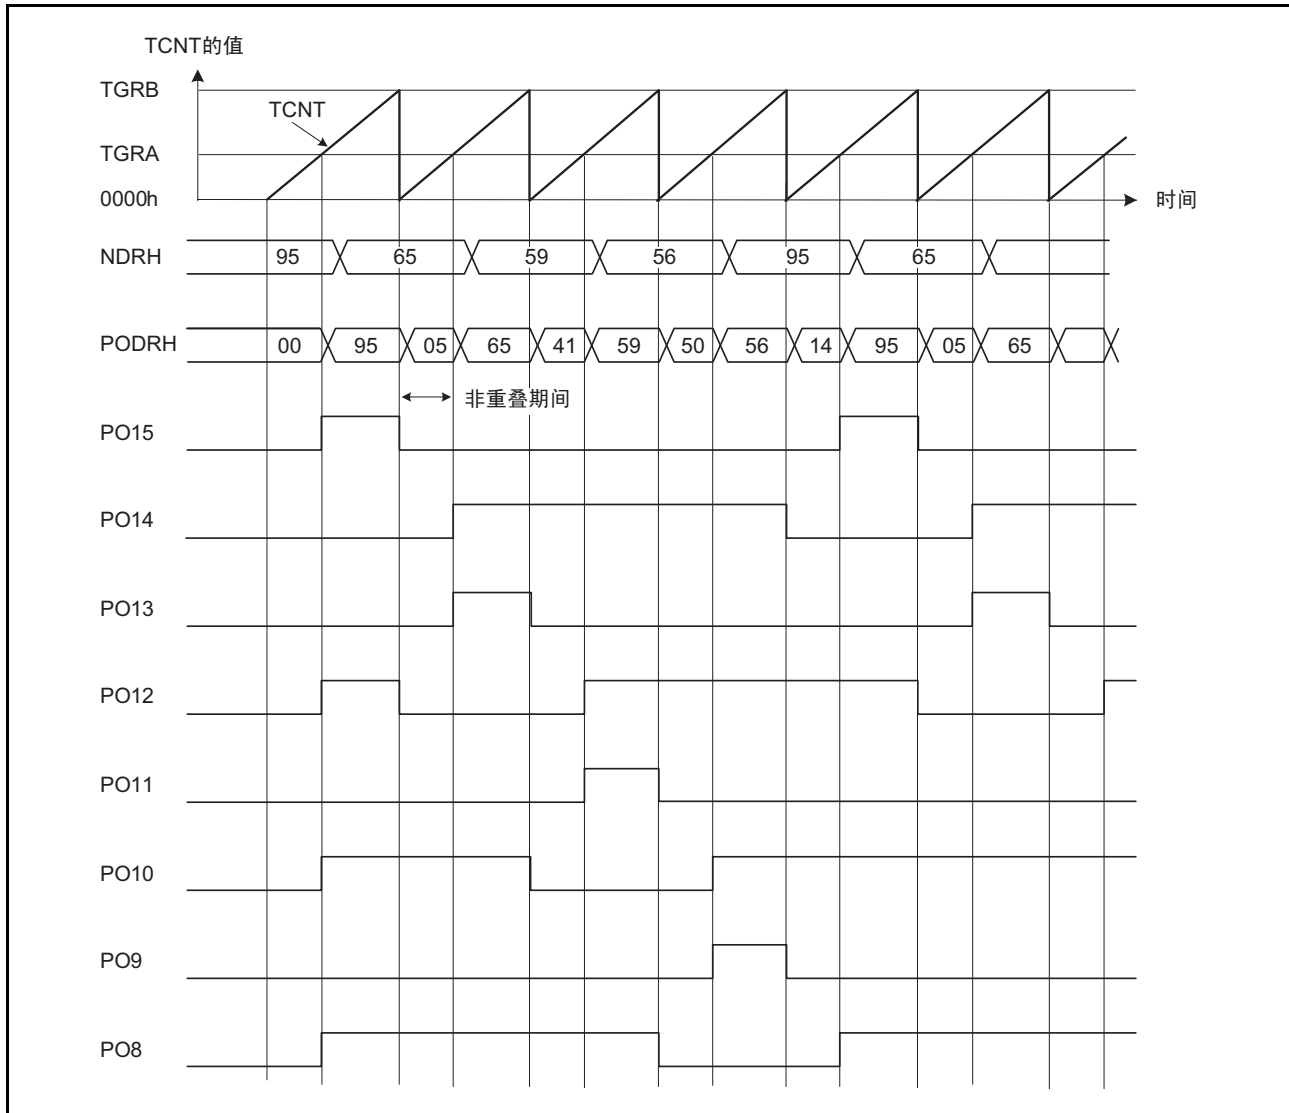 TCNT的值
TGRB
TCNT
TGRA
0000h
时间
NDRH 95 65 59 56 95 65
PODRH 00 95 05 65 41 59 50 56 14 95 05 65
非重叠期间
PO15
PO14
PO13
PO12
PO11
PO10
PO9
PO8